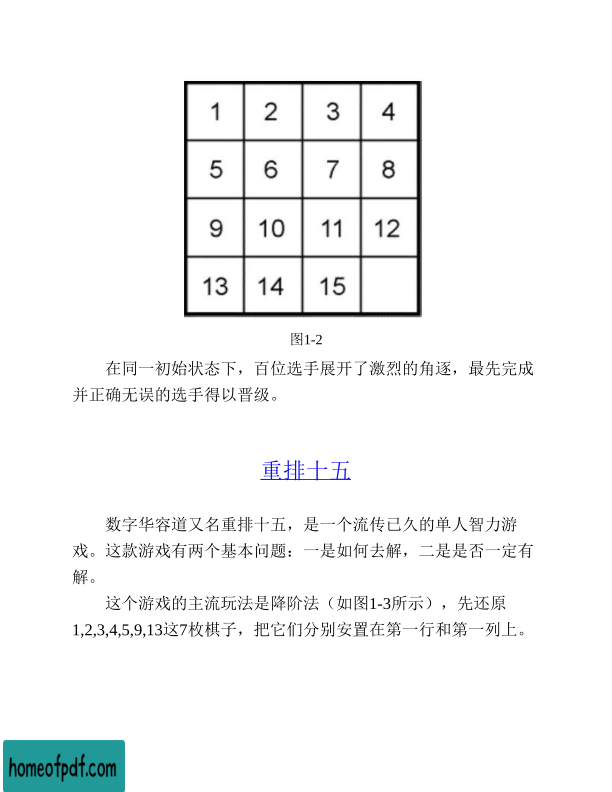 1 2 3 4
5 6 7 8
9 10 11 12
13 14 15
图1-2
在同一初始状态下，百位选手展开了激烈的角逐，最先完成
并正确无误的选手得以晋级。
重排十五
数字华容道又名重排十五，是一个流传已久的单人智力游
戏。这款游戏有两个基本问题：一是如何去解，二是是否一定有
解。
这个游戏的主流玩法是降阶法（如图1-3所示），先还原
1,2,3,4,5,9,13这7枚棋子，把它们分别安置在第一行和第一列上。
homeofpdf.com